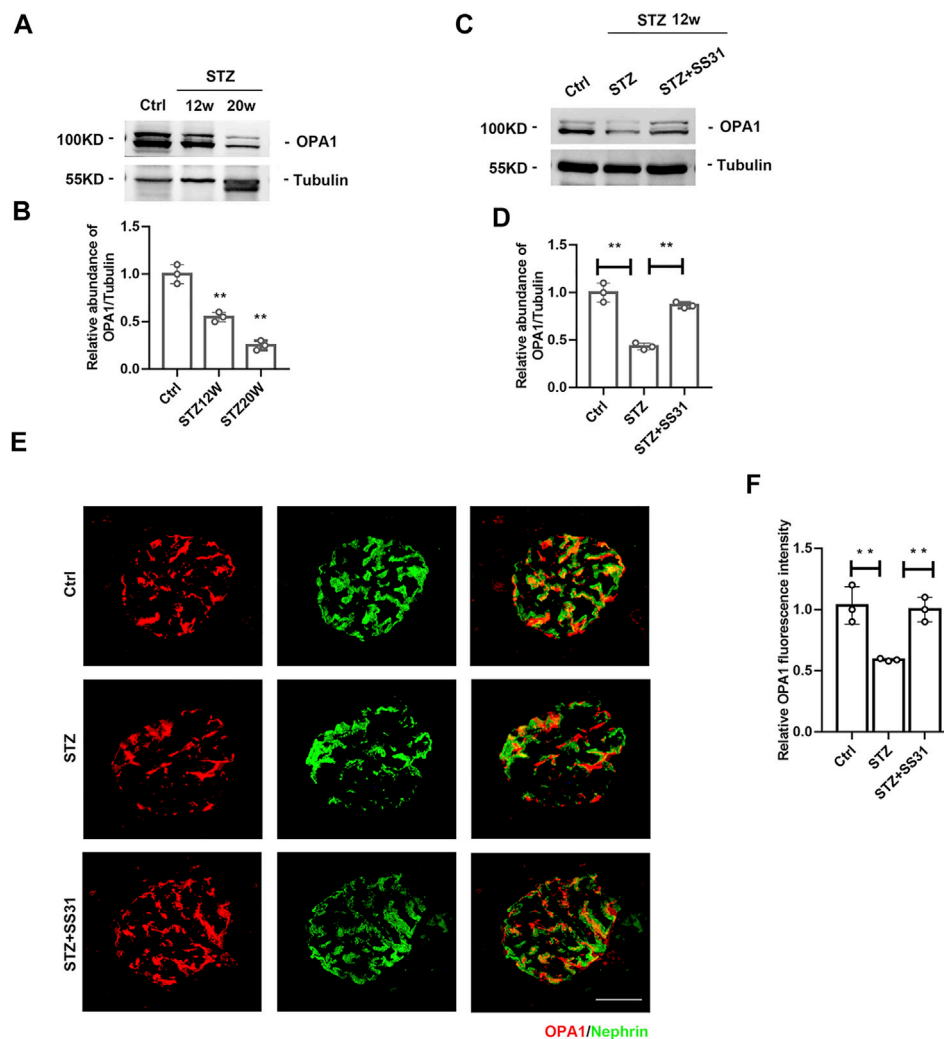 A
STZ
Ctrl 12w 20w
100KD - - OPA1
55KD - - Tubulin
B
Relative abundance of
OPA1/Tubulin
1.5
1.0
0.5
0.0
**
**
Ctrl
STZ12W
STZ20W
C
STZ 12w
Ctrl
STZ
STZ+SS31
100KD - - OPA1
55KD - - Tubulin
D
Relative abundance of
OPA1/Tubulin
1.5
1.0
0.5
0.0
** **
Ctrl
STZ
STZ+SS31
E
Ctrl
STZ
STZ+SS31
OPA1/Nephrin
F
Relative OPA1 fluorescence intensity
1.5
1.0
0.5
0.0
** **
Ctrl
STZ
STZ+SS31